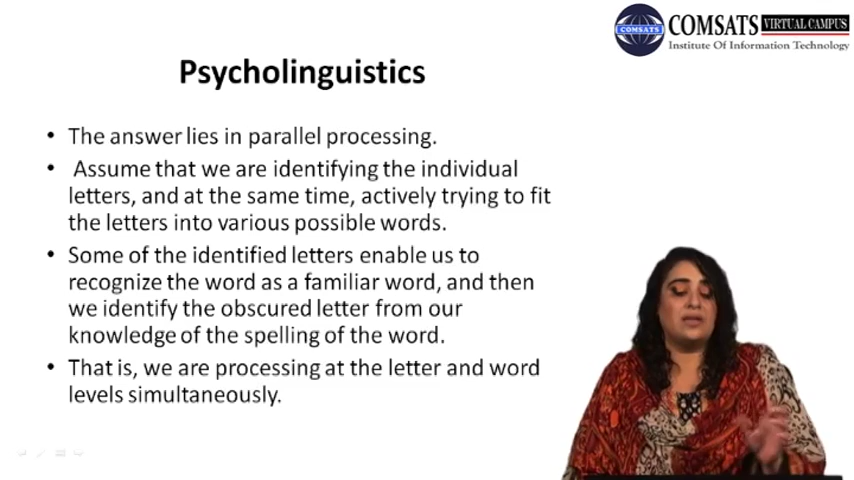 COMSATS
COMSATS VIRTUAL CAMPUS
Institute Of Information Technology
Psycholinguistics
• The answer lies in parallel processing.
• Assume that we are identifying the individual
letters, and at the same time, actively trying to fit
the letters into various possible words.
• Some of the identified letters enable us to
recognize the word as a familiar word, and then
we identify the obscured letter from our
knowledge of the spelling of the word.
• That is, we are processing at the letter and word
levels simultaneously.